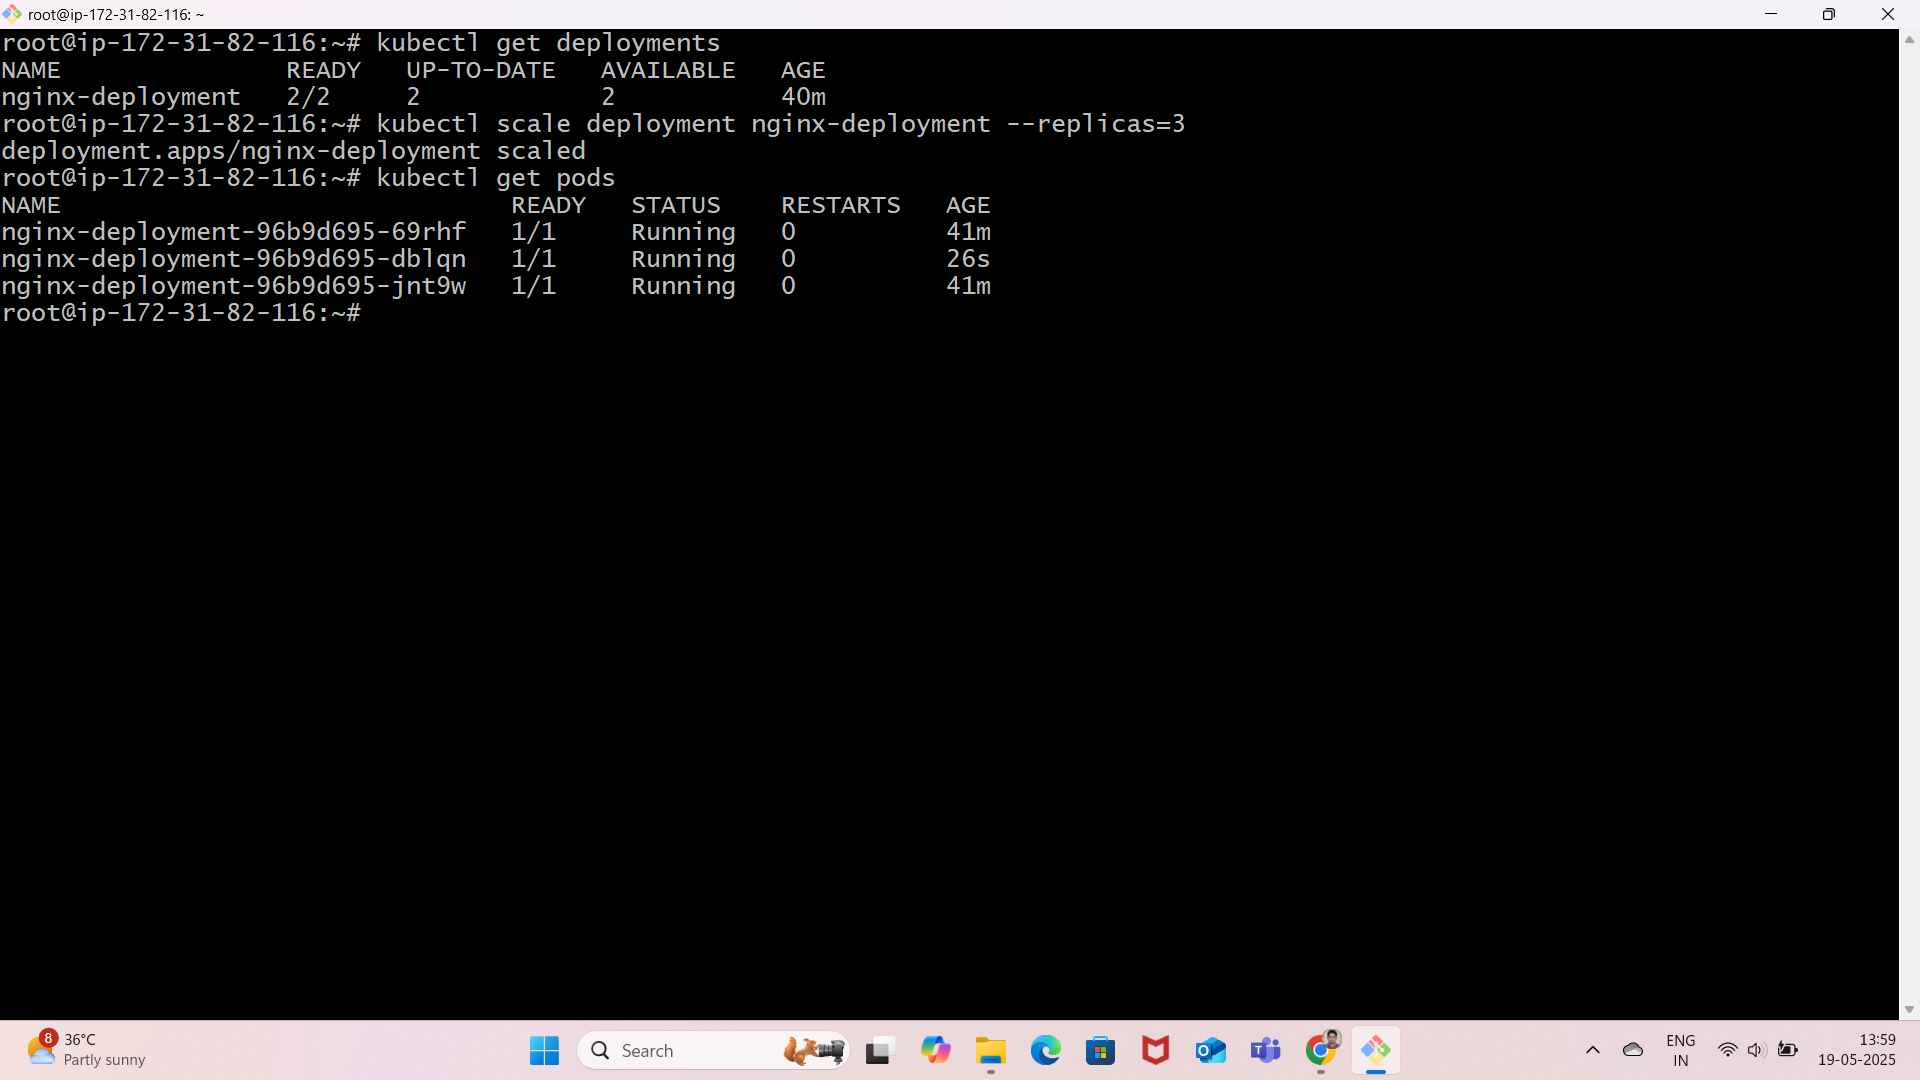 root@ip-172-31-82-116: ~
root@ip-172-31-82-116:~# kubectl get deployments
NAME               READY   UP-TO-DATE   AVAILABLE   AGE
nginx-deployment   2/2     2            2           40m
root@ip-172-31-82-116:~# kubectl scale deployment nginx-deployment --replicas=3
deployment.apps/nginx-deployment scaled
root@ip-172-31-82-116:~# kubectl get pods
NAME                              READY   STATUS    RESTARTS   AGE
nginx-deployment-96b9d695-69rhf   1/1     Running   0          41m
nginx-deployment-96b9d695-dblqn   1/1     Running   0          26s
nginx-deployment-96b9d695-jnt9w   1/1     Running   0          41m
root@ip-172-31-82-116:~#
8
36°C
Partly sunny
Search
ENG
IN
13:59
19-05-2025